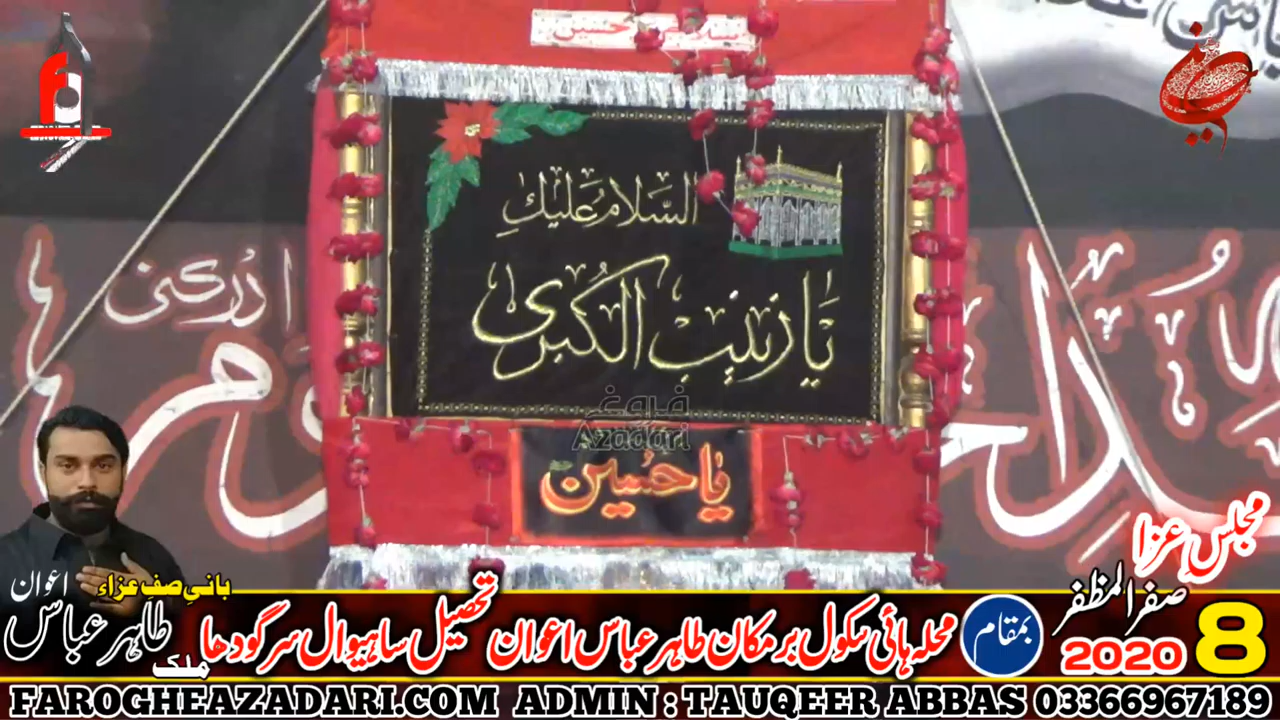 السلام علیک
یا زینب الکبری
فروغ
Azadari
یا حسین
ادرکنی
مجلس عزا
8 صفر المظفر 2020
بمقام
محلہ ہائی سکول بر مکان طاہر عباس اعوان تحصیل ساہیوال سرگودھا
بانیِ صفِ عزاء
ملک طاہر عباس اعوان
FAROGHEAZADARI.COM ADMIN : TAUQEER ABBAS 03366967189